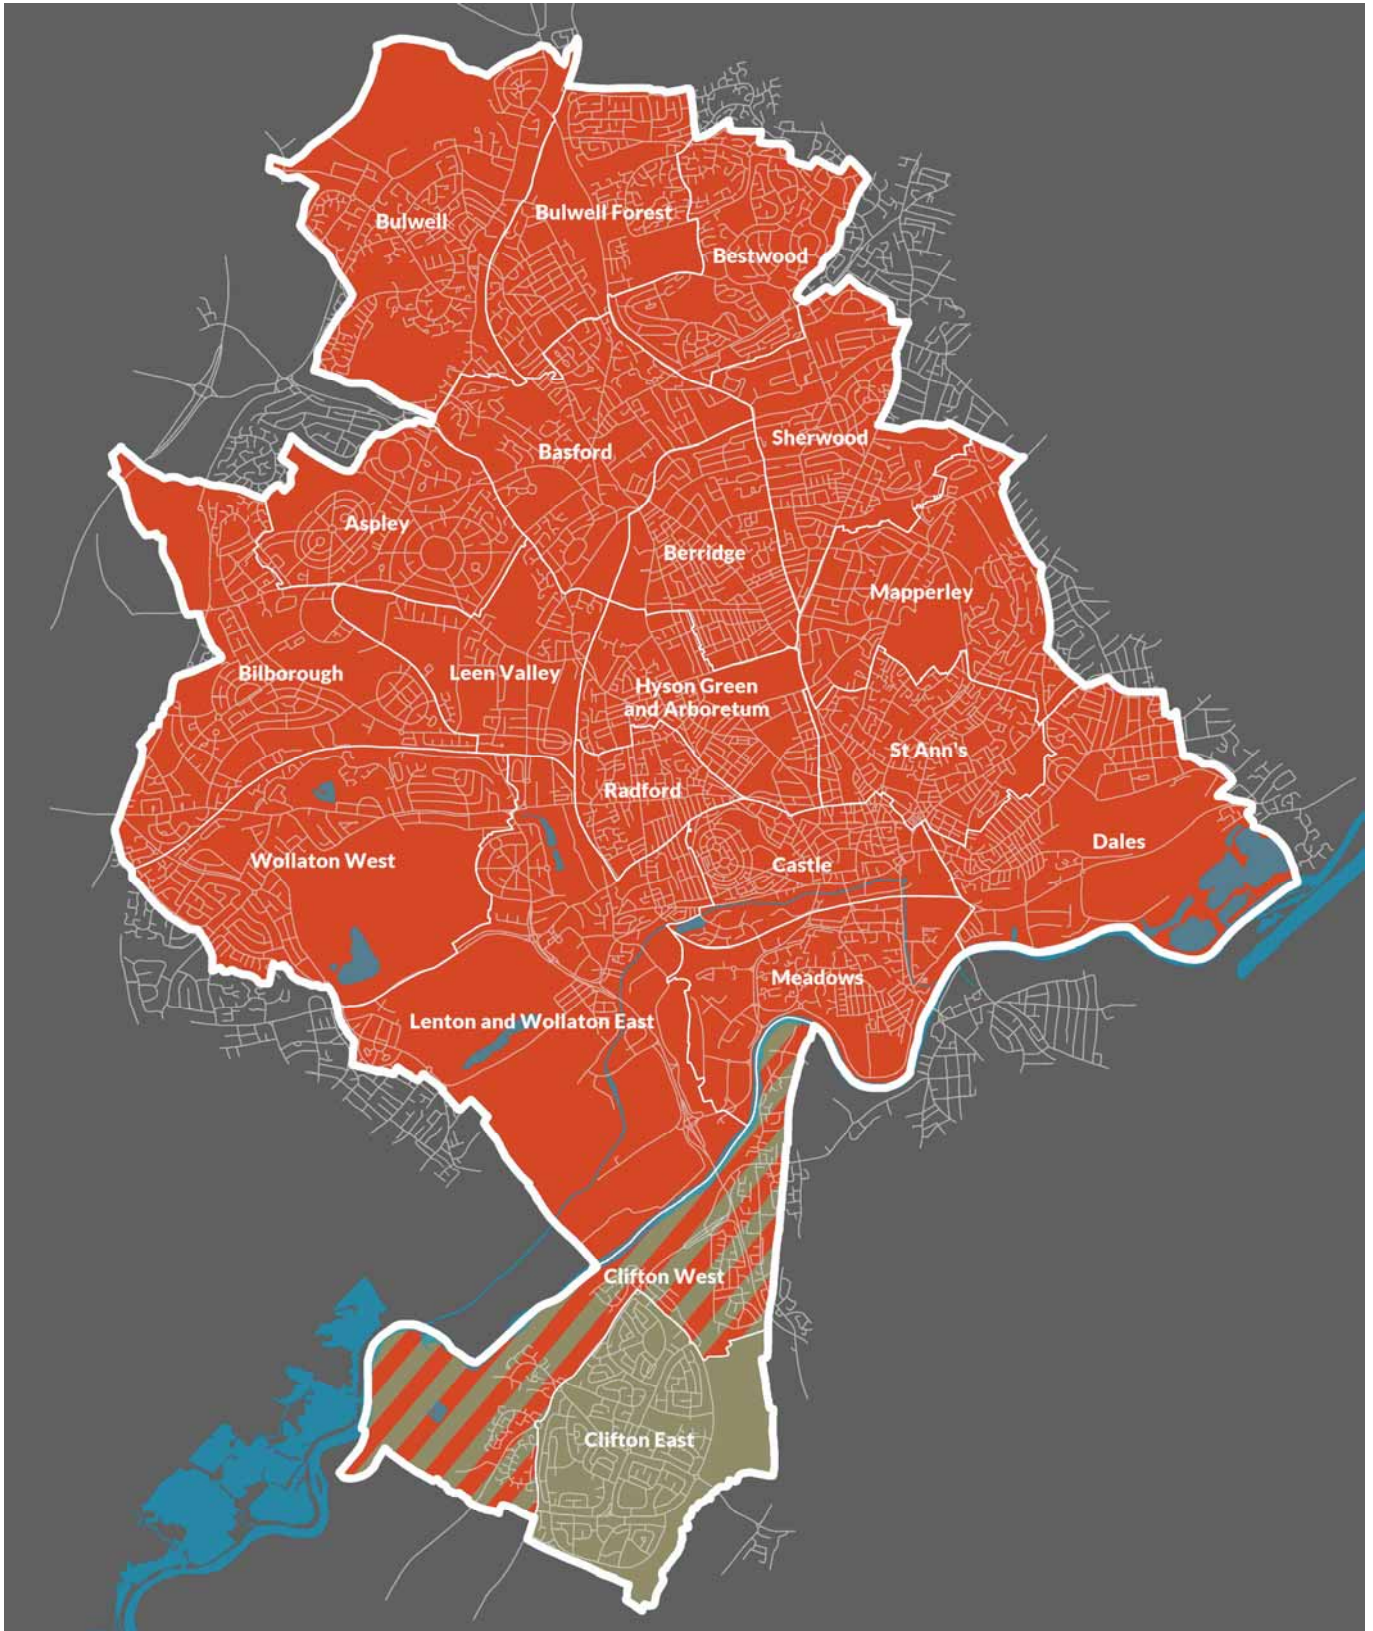 Bulwell
Bulwell Forest
Bestwood
Sherwood
Basford
Aspley
Berridge
Mapperley
Bilborough
Leen Valley
Hyson Green
and Arboretum
St Ann's
Radford
Dales
Wollaton West
Castle
Meadows
Lenton and Wollaton East
Clifton West
Clifton East